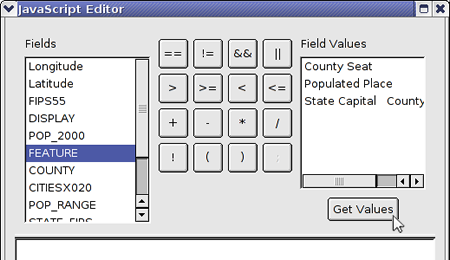 JavaScript Editor
Fields
Longitude
Latitude
FIPS55
DISPLAY
POP_2000
FEATURE
COUNTY
CITIESX020
POP_RANGE
STATE_FIPS
== != && ||
> >= < <=
+ - * /
! ( ) ;
Field Values
County Seat
Populated Place
State Capital County
Get Values